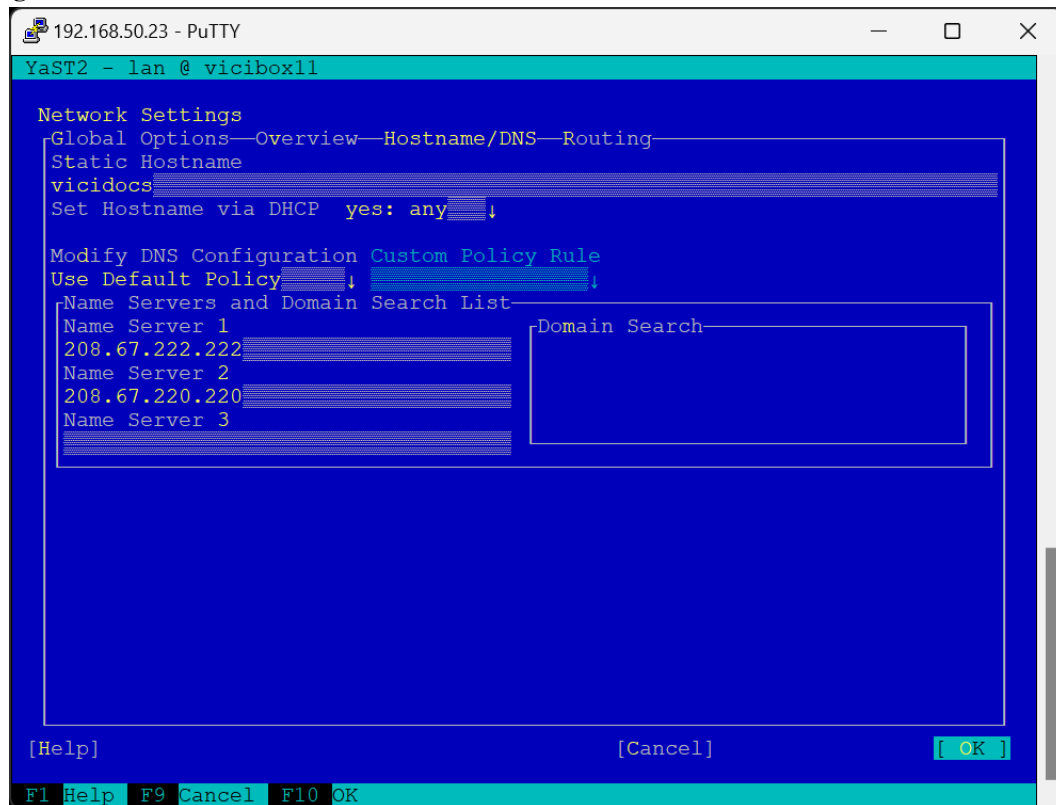 192.168.50.23 - PuTTY
YaST2 - lan @ vicibox11
Network Settings
Global Options Overview Hostname/DNS Routing
Static Hostname
vicidocs
Set Hostname via DHCP yes: any↓
Modify DNS Configuration Custom Policy Rule
Use Default Policy ↓ ↓
Name Servers and Domain Search List
Name Server 1 Domain Search
208.67.222.222
Name Server 2
208.67.220.220
Name Server 3
[Help] [Cancel] [ OK ]
F1 Help F9 Cancel F10 OK